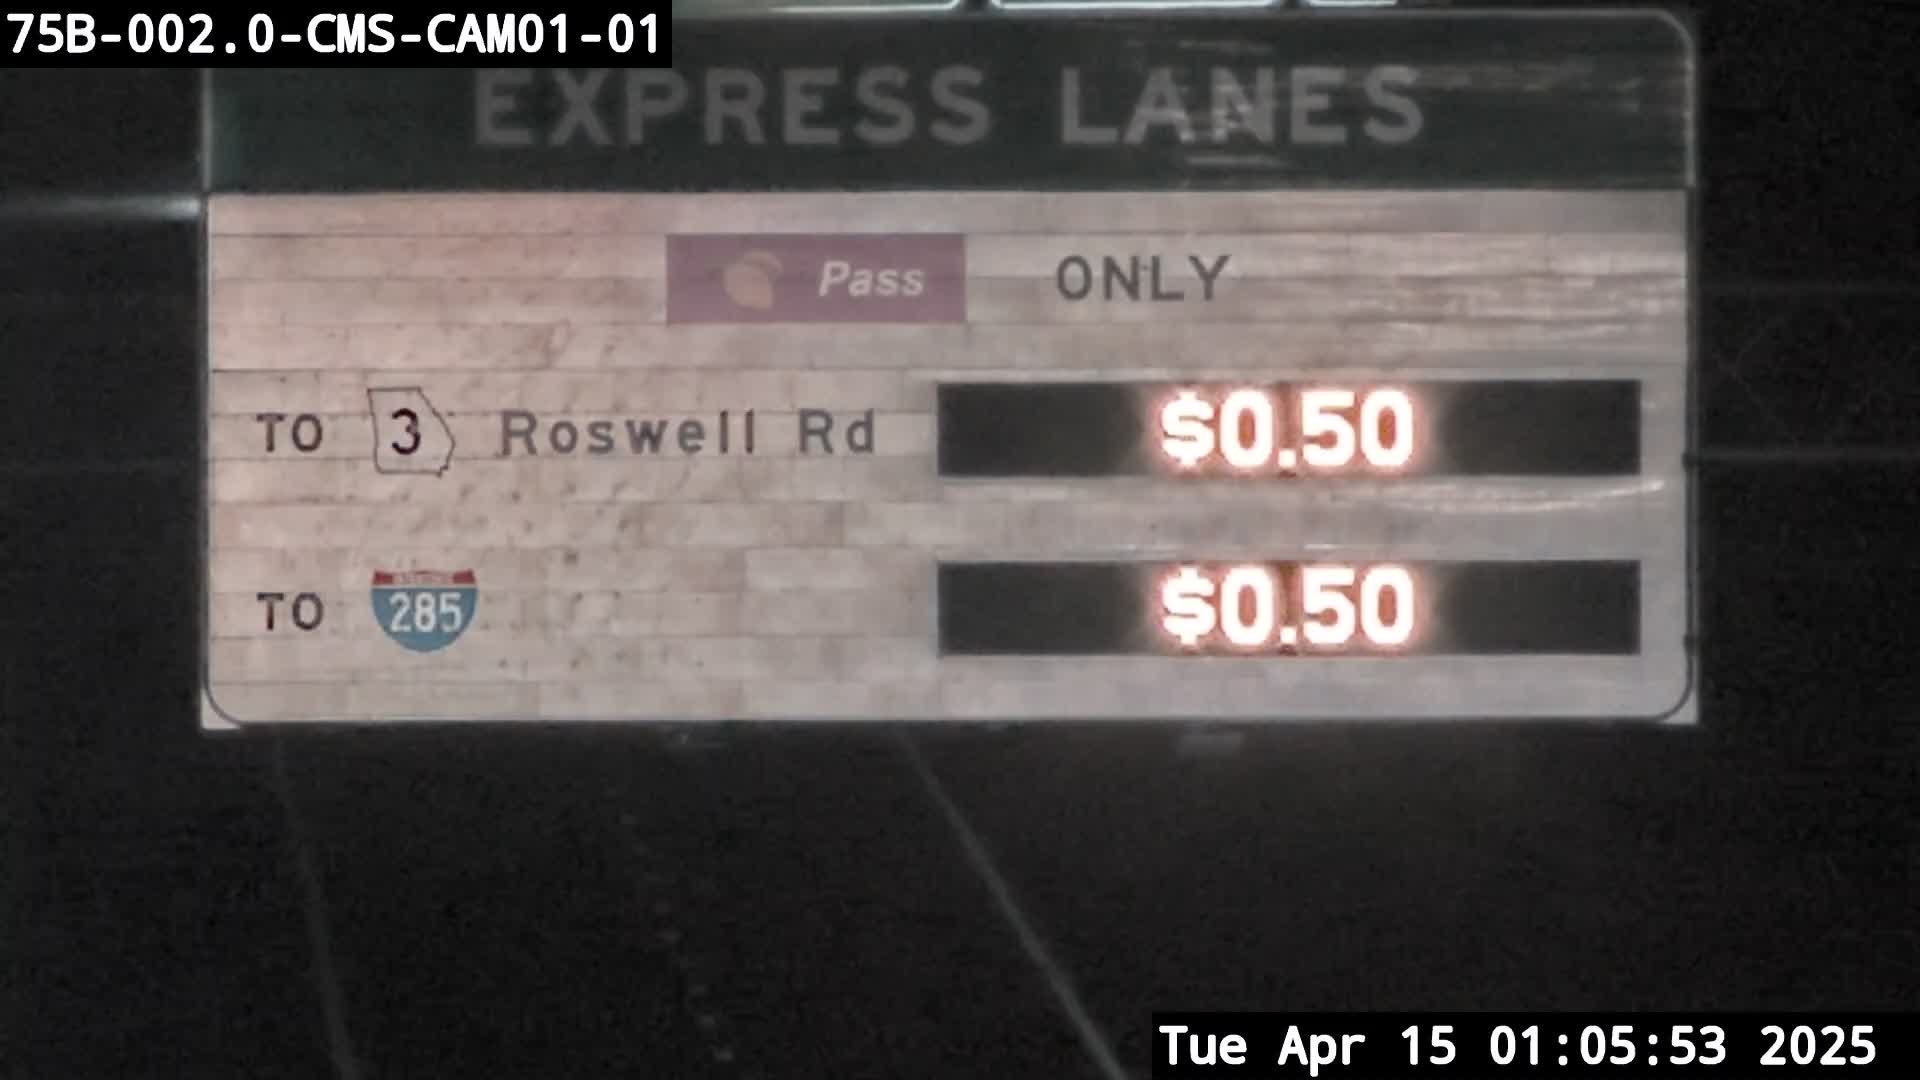 75B-002.0-CMS-CAM01-01
EXPRESS LANES
Pass ONLY
TO 3 Roswell Rd $0.50
TO 285 $0.50
Tue Apr 15 01:05:53 2025